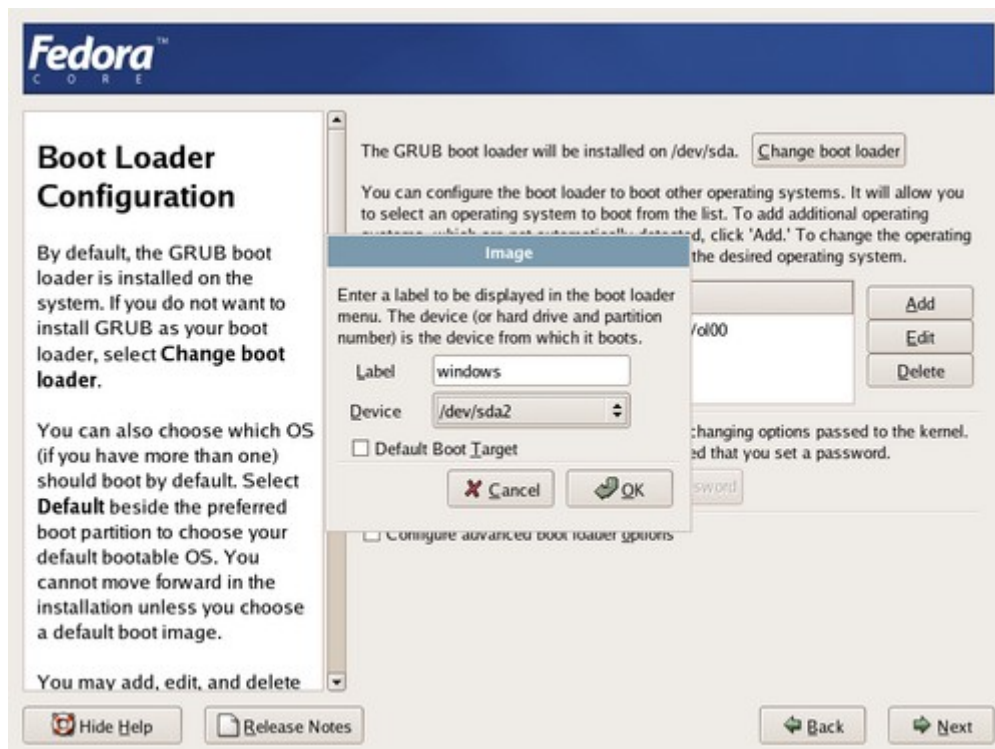 Fedora™
CORE
Boot Loader
Configuration
By default, the GRUB boot
loader is installed on the
system. If you do not want to
install GRUB as your boot
loader, select Change boot
loader.
You can also choose which OS
(if you have more than one)
should boot by default. Select
Default beside the preferred
boot partition to choose your
default bootable OS. You
cannot move forward in the
installation unless you choose
a default boot image.
You may add, edit, and delete
The GRUB boot loader will be installed on /dev/sda.
Change boot loader
You can configure the boot loader to boot other operating systems. It will allow you
to select an operating system to boot from the list. To add additional operating
systems, which are not automatically detected, click 'Add.' To change the operating
the desired operating system.
Image
Enter a label to be displayed in the boot loader
menu. The device (or hard drive and partition
number) is the device from which it boots.
Label windows
Device /dev/sda2
Default Boot Target
Cancel OK
/ol00
Add
Edit
Delete
changing options passed to the kernel.
ed that you set a password.
sword
Configure advanced boot loader options
Hide Help
Release Notes
Back
Next